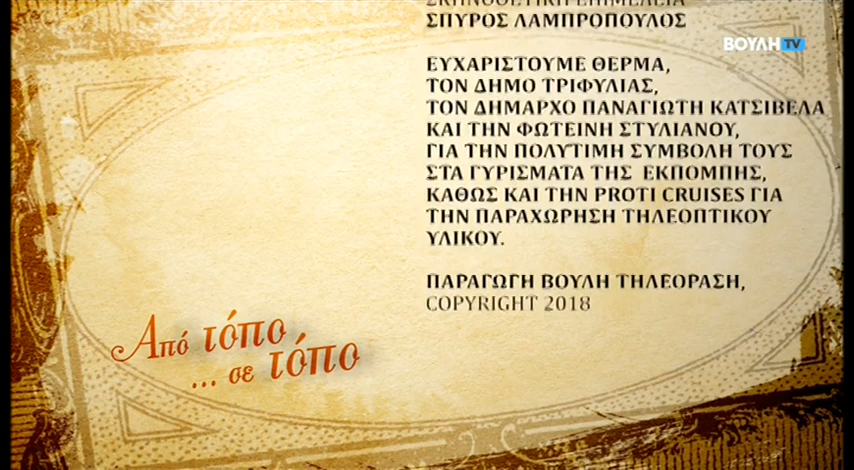 ΣΚΗΝΟΘΕΤΙΚΗ ΕΠΙΜΕΛΕΙΑ
ΣΠΥΡΟΣ ΛΑΜΠΡΟΠΟΥΛΟΣ
ΒΟΥΛΗ TV
ΕΥΧΑΡΙΣΤΟΥΜΕ ΘΕΡΜΑ,
ΤΟΝ ΔΗΜΟ ΤΡΙΦΥΛΙΑΣ,
ΤΟΝ ΔΗΜΑΡΧΟ ΠΑΝΑΓΙΩΤΗ ΚΑΤΣΙΒΕΛΑ
ΚΑΙ ΤΗΝ ΦΩΤΕΙΝΗ ΣΤΥΛΙΑΝΟΥ,
ΓΙΑ ΤΗΝ ΠΟΛΥΤΙΜΗ ΣΥΜΒΟΛΗ ΤΟΥΣ
ΣΤΑ ΓΥΡΙΣΜΑΤΑ ΤΗΣ ΕΚΠΟΜΠΗΣ,
ΚΑΘΩΣ ΚΑΙ ΤΗΝ PROTI CRUISES ΓΙΑ
ΤΗΝ ΠΑΡΑΧΩΡΗΣΗ ΤΗΛΕΟΠΤΙΚΟΥ
ΥΛΙΚΟΥ.
ΠΑΡΑΓΩΓΗ ΒΟΥΛΗ ΤΗΛΕΟΡΑΣΗ,
COPYRIGHT 2018
Από τόπο
... σε τόπο